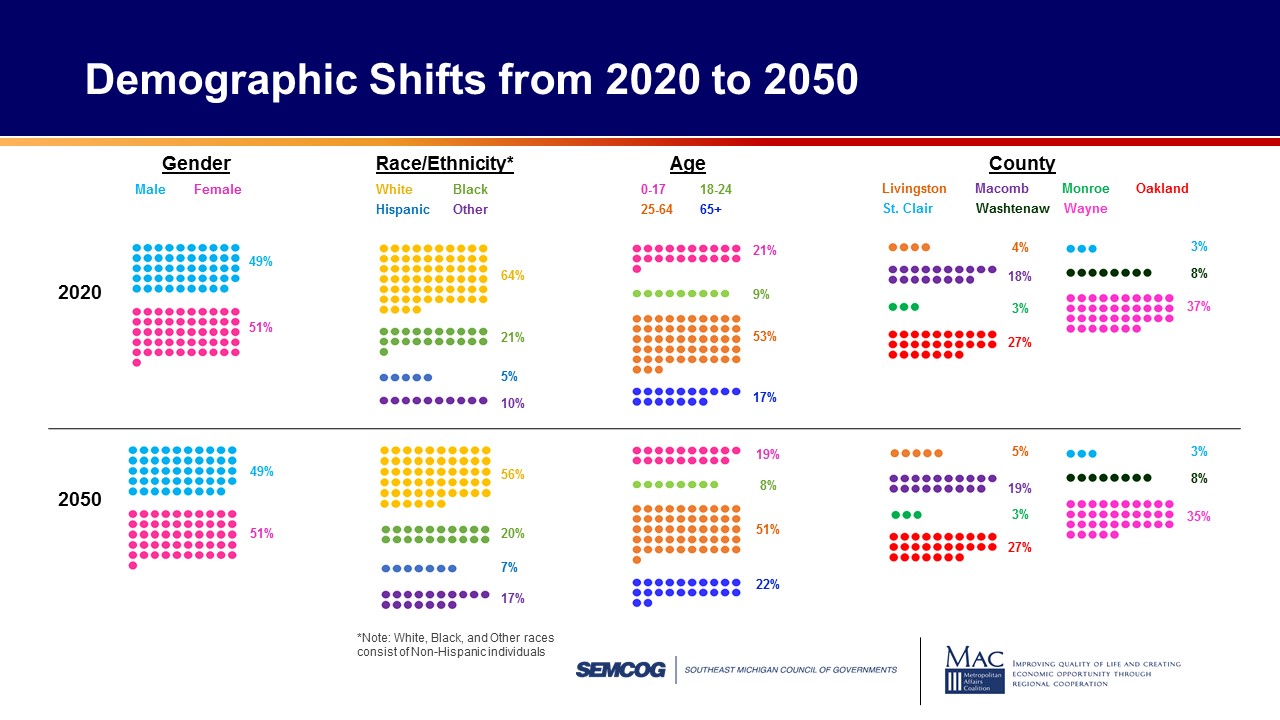 Demographic Shifts from 2020 to 2050
Gender
Male Female
Race/Ethnicity*
White Black
Hispanic Other
Age
0-17 18-24
25-64 65+
County
Livingston Macomb Monroe Oakland
St. Clair Washtenaw Wayne
2020
49%
51%
64%
21%
5%
10%
21%
9%
53%
17%
4%
18%
3%
27%
3%
8%
37%
2050
49%
51%
56%
20%
7%
17%
19%
8%
51%
22%
5%
19%
3%
27%
3%
8%
35%
*Note: White, Black, and Other races
consist of Non-Hispanic individuals
SEMCOG
SOUTHEAST MICHIGAN COUNCIL OF GOVERNMENTS
MAC
Metropolitan
Affairs
Coalition
IMPROVING QUALITY OF LIFE AND CREATING
ECONOMIC OPPORTUNITY THROUGH
REGIONAL COOPERATION